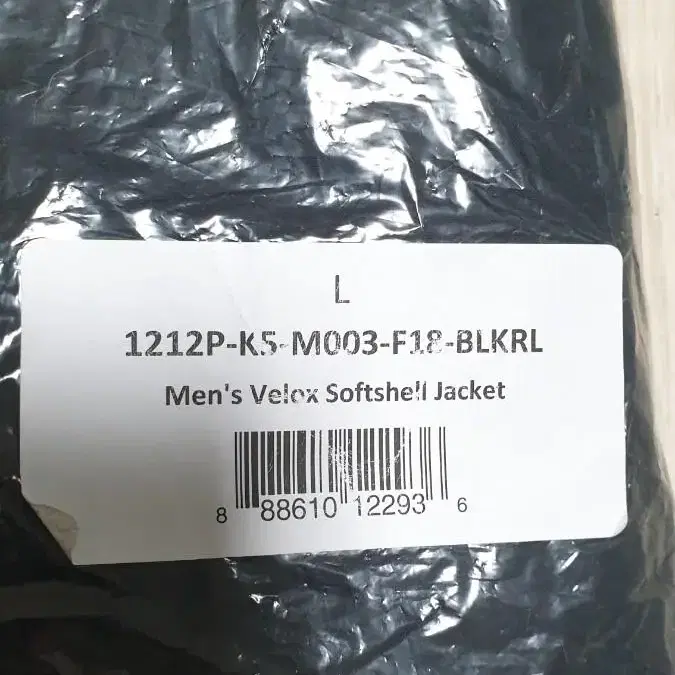 L
1212P-K5-M003-F18-BLKRL
Men's Velox Softshell Jacket
8 88610 12293 6